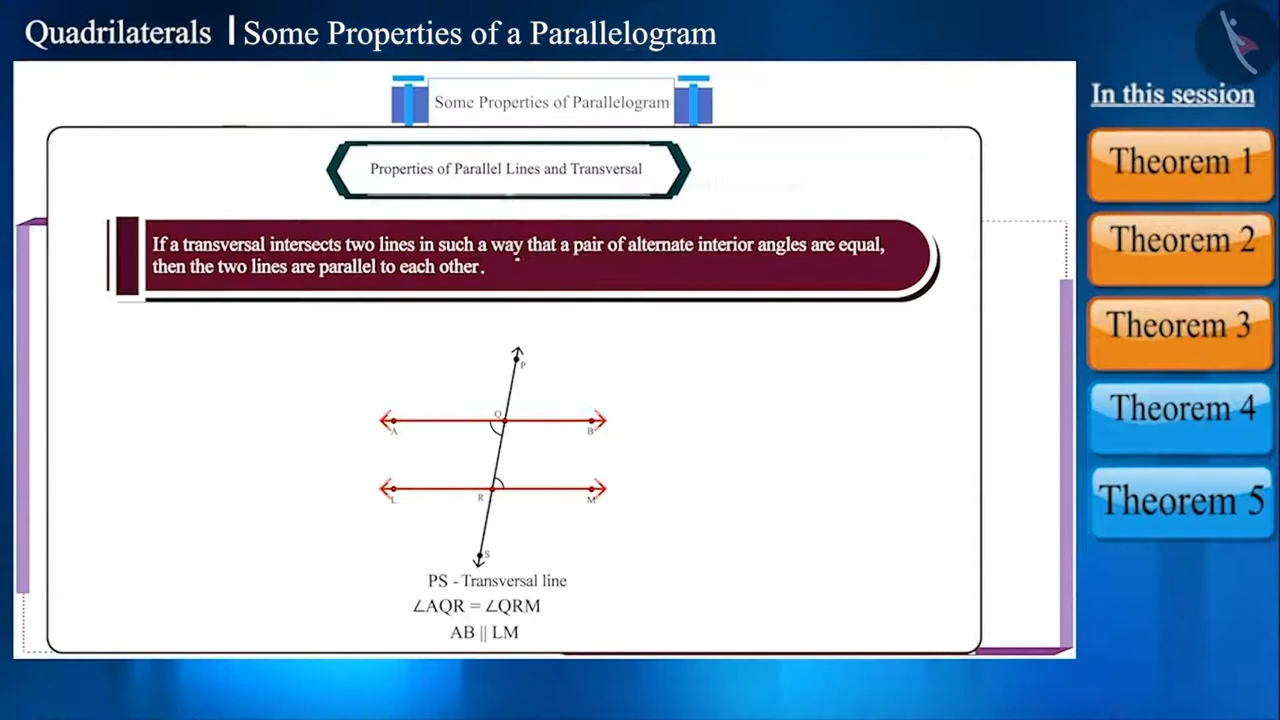 Quadrilaterals | Some Properties of a Parallelogram
In this session
Theorem 1
Theorem 2
Theorem 3
Theorem 4
Theorem 5
Some Properties of Parallelogram
Properties of Parallel Lines and Transversal
If a transversal intersects two lines in such a way that a pair of alternate interior angles are equal,
then the two lines are parallel to each other.
P
Q
A
B
L
R
M
S
PS - Transversal line
∠AQR = ∠QRM
AB || LM